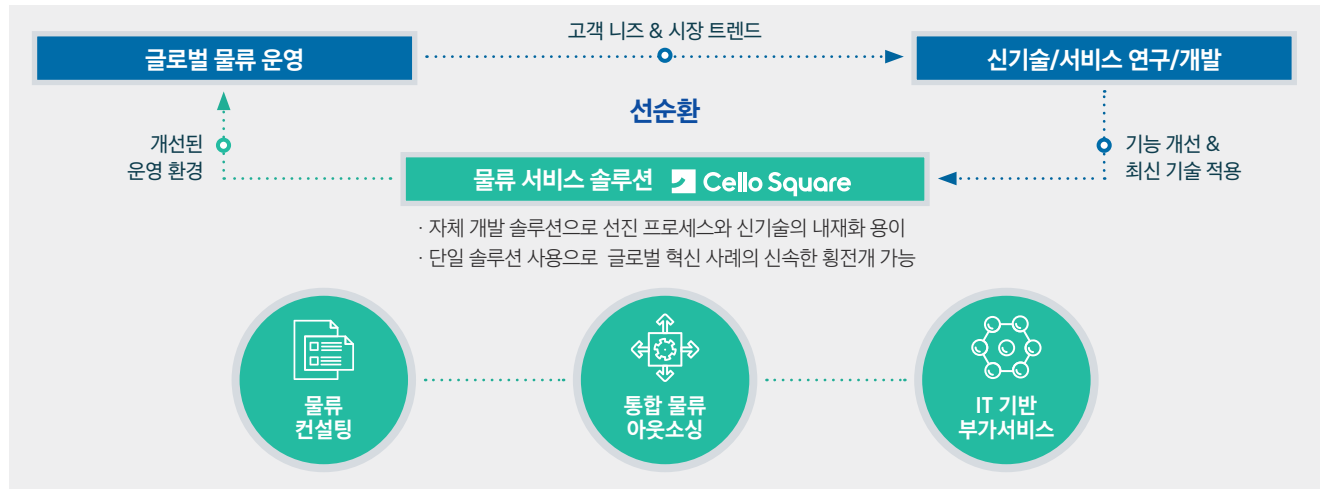 고객 니즈 & 시장 트렌드
글로벌 물류 운영
신기술/서비스 연구/개발
선순환
개선된
운영 환경
기능 개선 &
최신 기술 적용
물류 서비스 솔루션 Cello Square
· 자체 개발 솔루션으로 선진 프로세스와 신기술의 내재화 용이
· 단일 솔루션 사용으로 글로벌 혁신 사례의 신속한 횡전개 가능
물류
컨설팅
통합 물류
아웃소싱
IT 기반
부가서비스